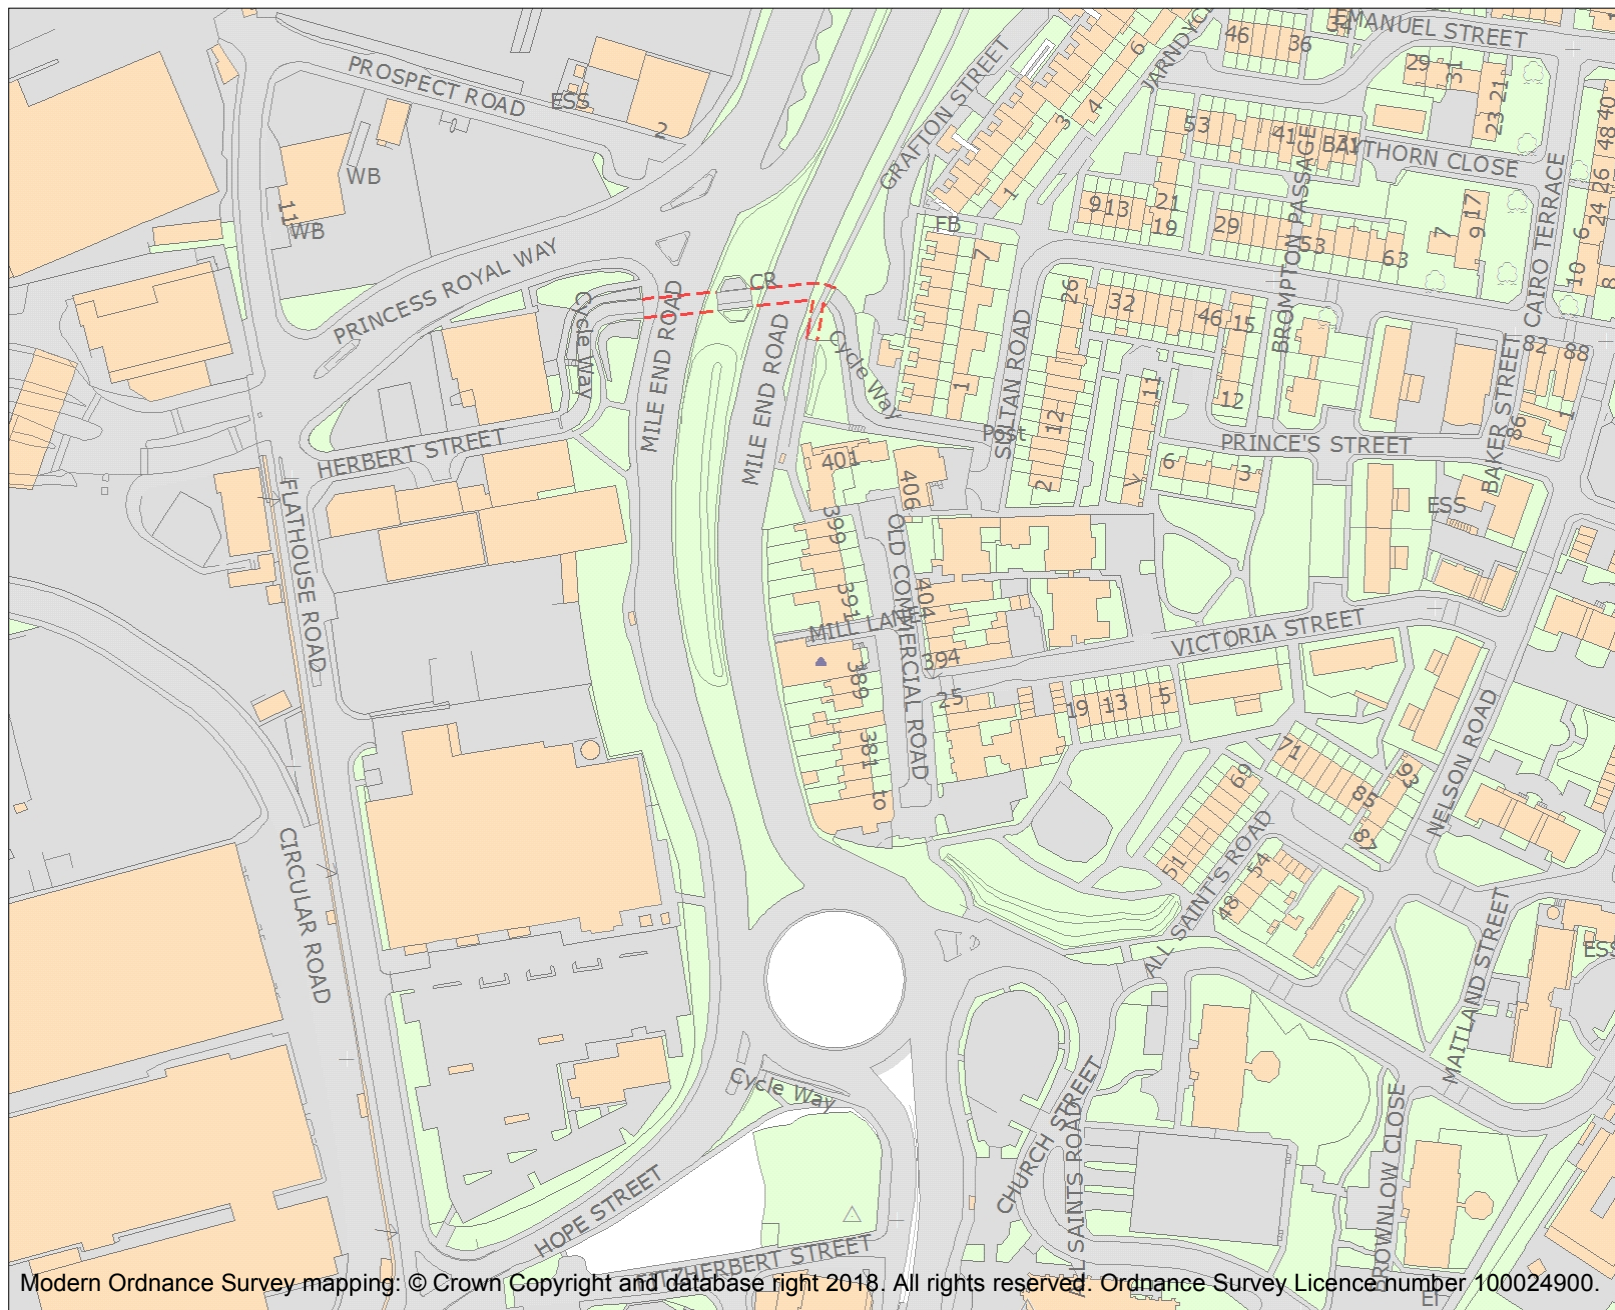 EMANUEL STREET
46
36
34
PROSPECT ROAD
ESS
2
GRAFTON STREET
JARNDYCE
6
4
3
1
29
31
21
23
40
48
53
41
31
BAYTHORN CLOSE
WB
11
WB
FB
9
13
21
19
29
BROMPTON PASSAGE
53
63
7
9
17
CAIRO TERRACE
26
24
6
10
8
PRINCESS ROYAL WAY
CR
7
1
26
32
46
15
12
Cycle Way
MILE END ROAD
MILE END ROAD
Cycle Way
SULTAN ROAD
Post
12
2
11
V
82
88
86
1
BAKER STREET
PRINCE'S STREET
6
3
HERBERT STREET
401
406
399
391
404
OLD COMMERCIAL ROAD
ESS
FLATHOUSE ROAD
MILL LANE
394
VICTORIA STREET
389
25
19
13
5
381
to
71
69
85
93
87
NELSON ROAD
51
54
48
ALL SAINT'S ROAD
CIRCULAR ROAD
MAITLAND STREET
ESS
Cycle Way
CHURCH STREET
ALL SAINTS ROAD
BROWNLOW CLOSE
HOPE STREET
FITZHERBERT STREET
El
Modern Ordnance Survey mapping: © Crown Copyright and database right 2018. All rights reserved. Ordnance Survey Licence number 100024900.